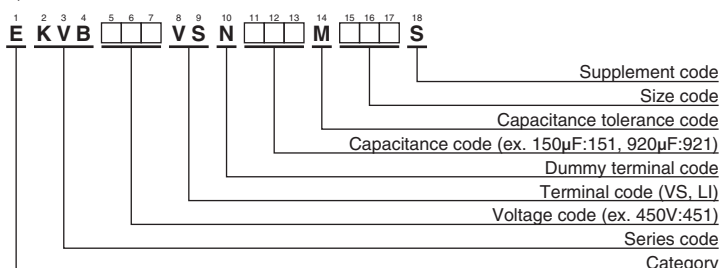 1 2 3 4 5 6 7 8 9 10 11 12 13 14 15 16 17 18
E K V B □□□ V S N □□□ M □□□ S
Supplement code
Size code
Capacitance tolerance code
Capacitance code (ex. 150µF:151, 920µF:921)
Dummy terminal code
Terminal code (VS, LI)
Voltage code (ex. 450V:451)
Series code
Category